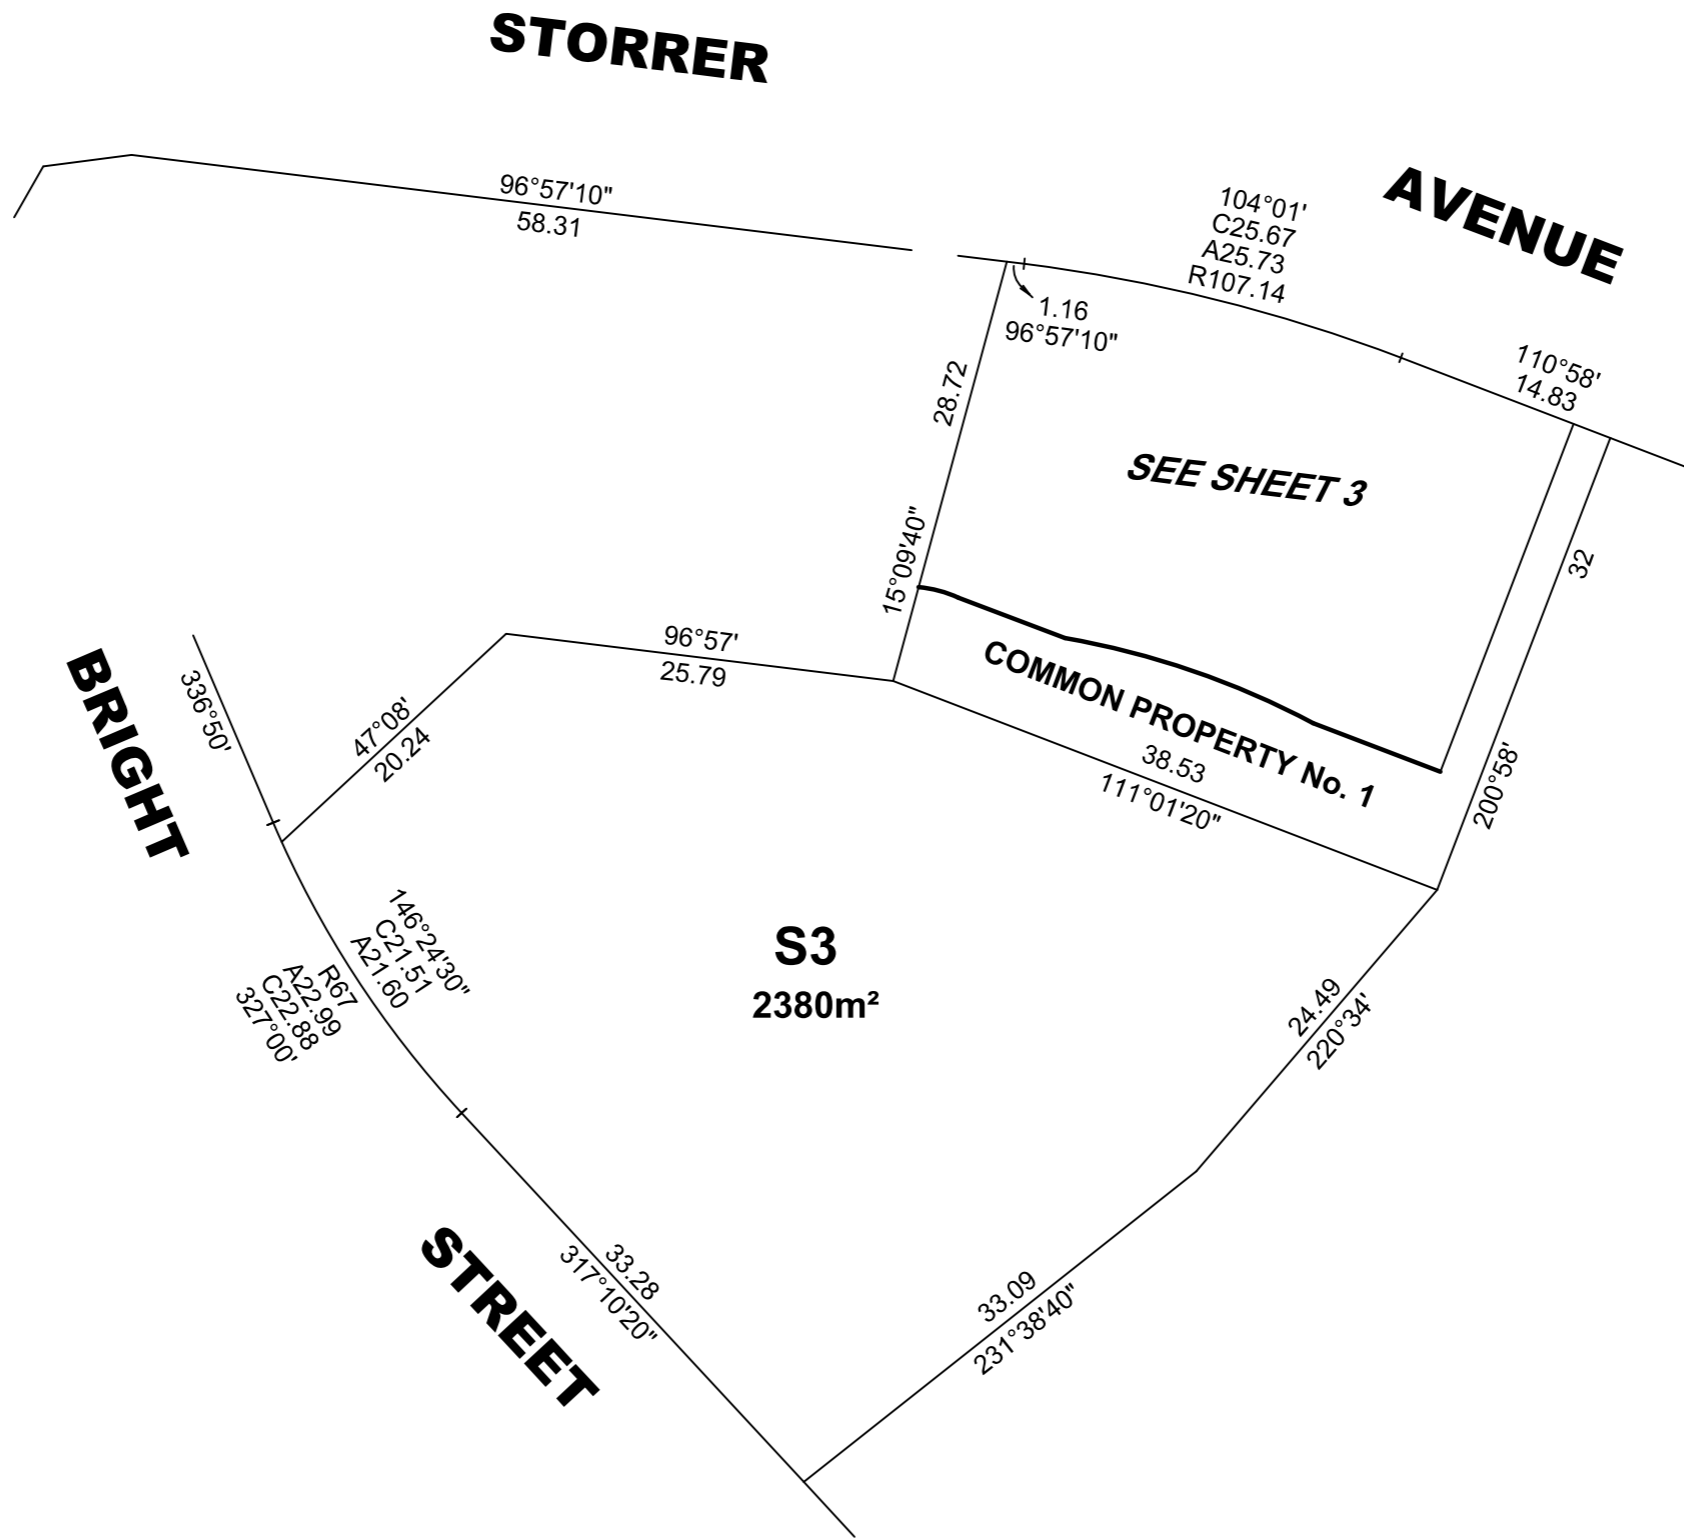 STORRER
AVENUE
96°57'10"
58.31
104°01'
C25.67
A25.73
R107.14
1.16
96°57'10"
110°58'
14.83
28.72
15°09'40"
SEE SHEET 3
32
200°58'
COMMON PROPERTY No. 1
38.53
111°01'20"
96°57'
25.79
47°08'
20.24
BRIGHT
336°50'
146°24'30"
C21.51
A21.60
R67
A22.99
C22.88
327°00'
S3
2380m²
24.49
220°34'
33.09
231°38'40"
33.28
317°10'20"
STREET